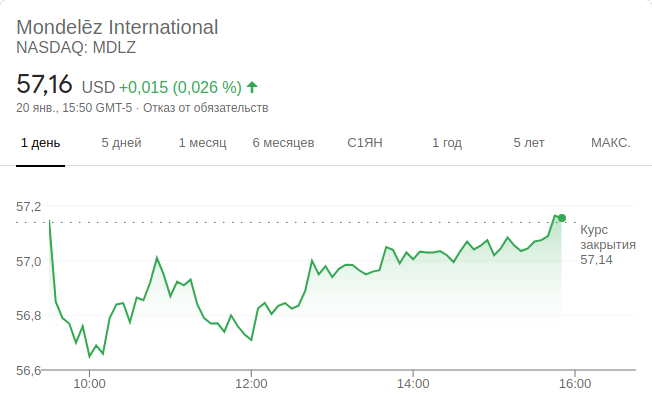 Mondelēz International
NASDAQ: MDLZ
57,16 USD +0,015 (0,026 %)
20 янв., 15:50 GMT-5 · Отказ от обязательств
1 день 5 дней 1 месяц 6 месяцев С1ЯН 1 год 5 лет МАКС.
57,2
Курс
закрытия
57,14
57,0
56,8
56,6
10:00 12:00 14:00 16:00